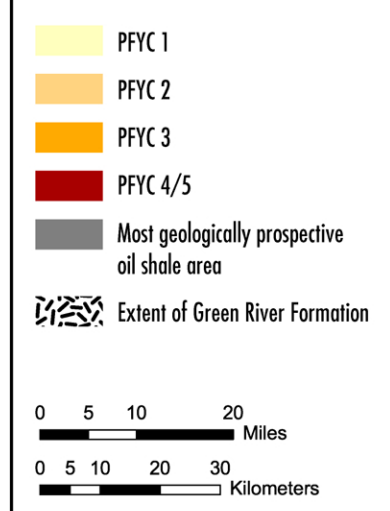 PFYC 1
PFYC 2
PFYC 3
PFYC 4/5
Most geologically prospective
oil shale area
Extent of Green River Formation
0 5 10 20
Miles
0 5 10 20 30
Kilometers